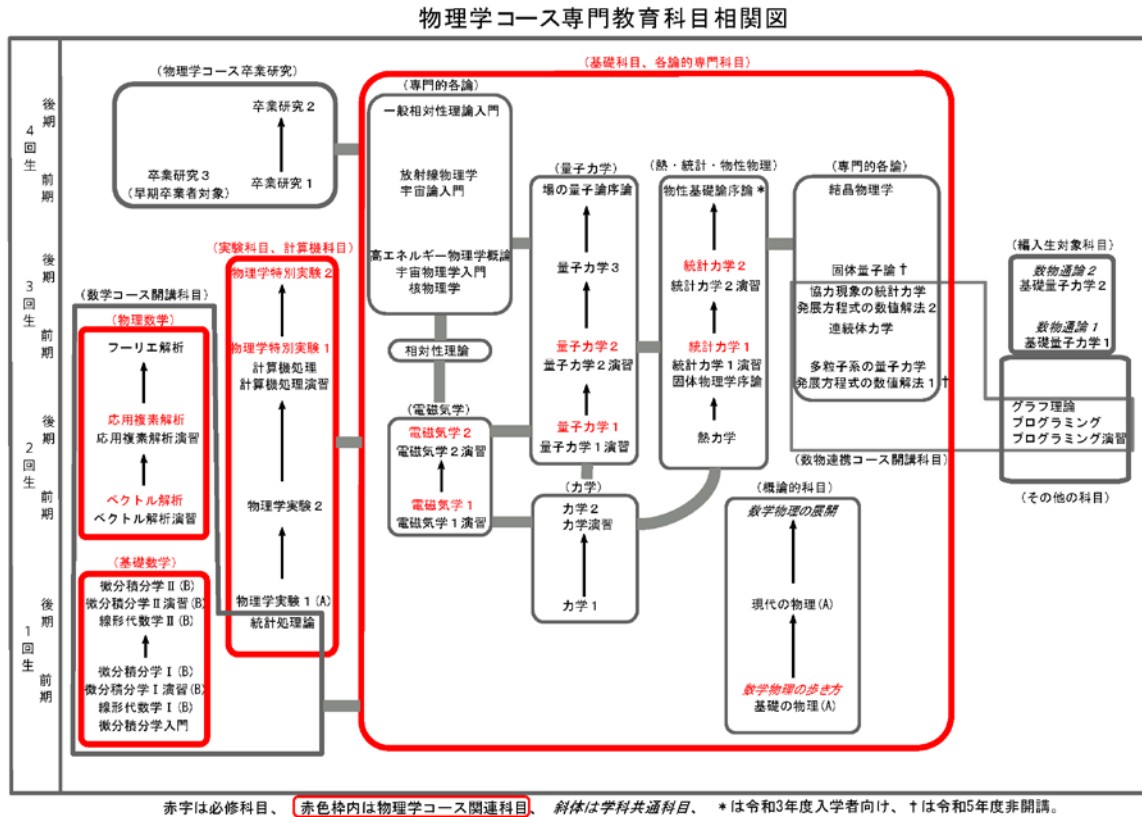 物理学コース専門教育科目相関図
4回生
後期
前期
3回生
後期
前期
2回生
後期
前期
1回生
後期
前期
(物理学コース卒業研究)
卒業研究2
卒業研究3
(早期卒業者対象)
卒業研究1
(数学コース開講科目)
(物理数学)
フーリエ解析
応用複素解析
応用複素解析演習
ベクトル解析
ベクトル解析演習
(基礎数学)
微分積分学Ⅱ(B)
微分積分学Ⅱ演習(B)
線形代数学Ⅱ(B)
微分積分学Ⅰ(B)
微分積分学Ⅰ演習(B)
線形代数学Ⅰ(B)
微分積分学入門
(実験科目、計算機科目)
物理学特別実験2
物理学特別実験1
計算機処理
計算機処理演習
物理学実験2
物理学実験1(A)
統計処理論
(基礎科目、各論的専門科目)
(専門的各論)
一般相対性理論入門
放射線物理学
宇宙論入門
高エネルギー物理学概論
宇宙物理学入門
核物理学
相対性理論
(電磁気学)
電磁気学2
電磁気学2演習
電磁気学1
電磁気学1演習
(量子力学)
場の量子論序論
量子力学3
量子力学2
量子力学2演習
量子力学1
量子力学1演習
(力学)
力学2
力学演習
力学1
(熱・統計・物性物理)
物性基礎論序論*
統計力学2
統計力学2演習
統計力学1
統計力学1演習
固体物理学序論
熱力学
(専門的各論)
結晶物理学
固体量子論†
協力現象の統計力学
発展方程式の数値解法2
連続体力学
多粒子系の量子力学
発展方程式の数値解法1†
(数物連携コース開講科目)
(概論的科目)
数学物理の展開
現代の物理(A)
数学物理の歩き方
基礎の物理(A)
(編入生対象科目)
数物通論2
基礎量子力学2
数物通論1
基礎量子力学1
グラフ理論
プログラミング
プログラミング演習
(その他の科目)
赤字は必修科目、 赤色枠内は物理学コース関連科目、 斜体は学科共通科目、 *は令和3年度入学者向け、†は令和5年度非開講。